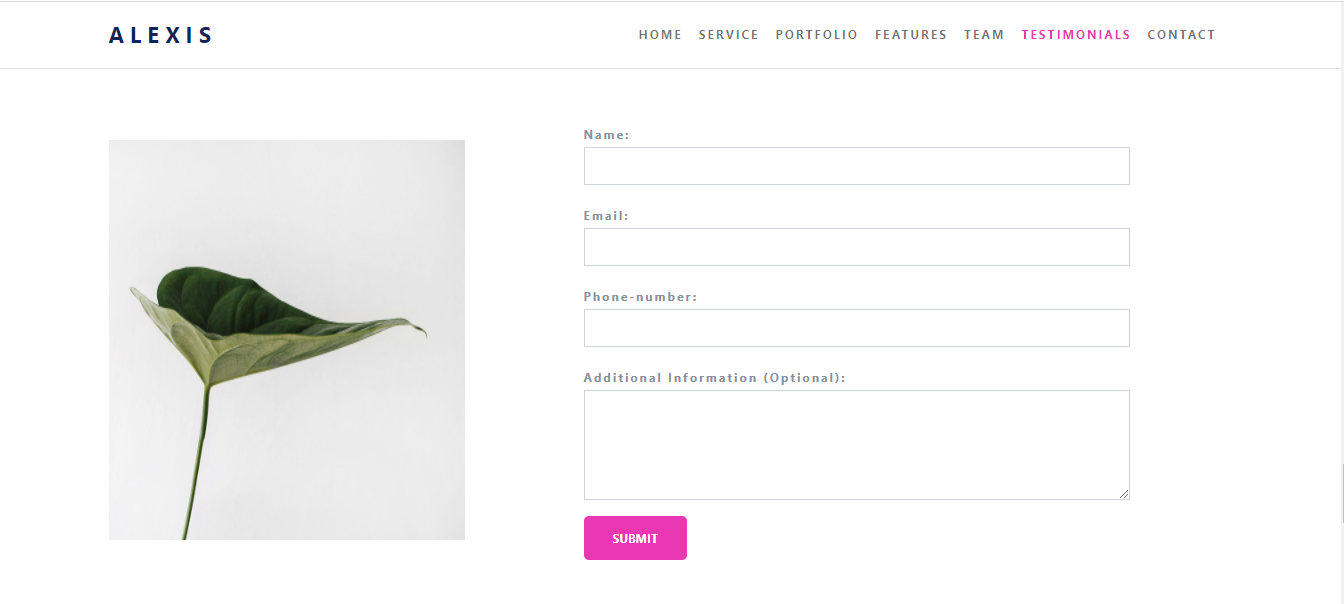 ALEXIS
HOME SERVICE PORTFOLIO FEATURES TEAM TESTIMONIALS CONTACT
Name:
Email:
Phone-number:
Additional Information (Optional):
SUBMIT